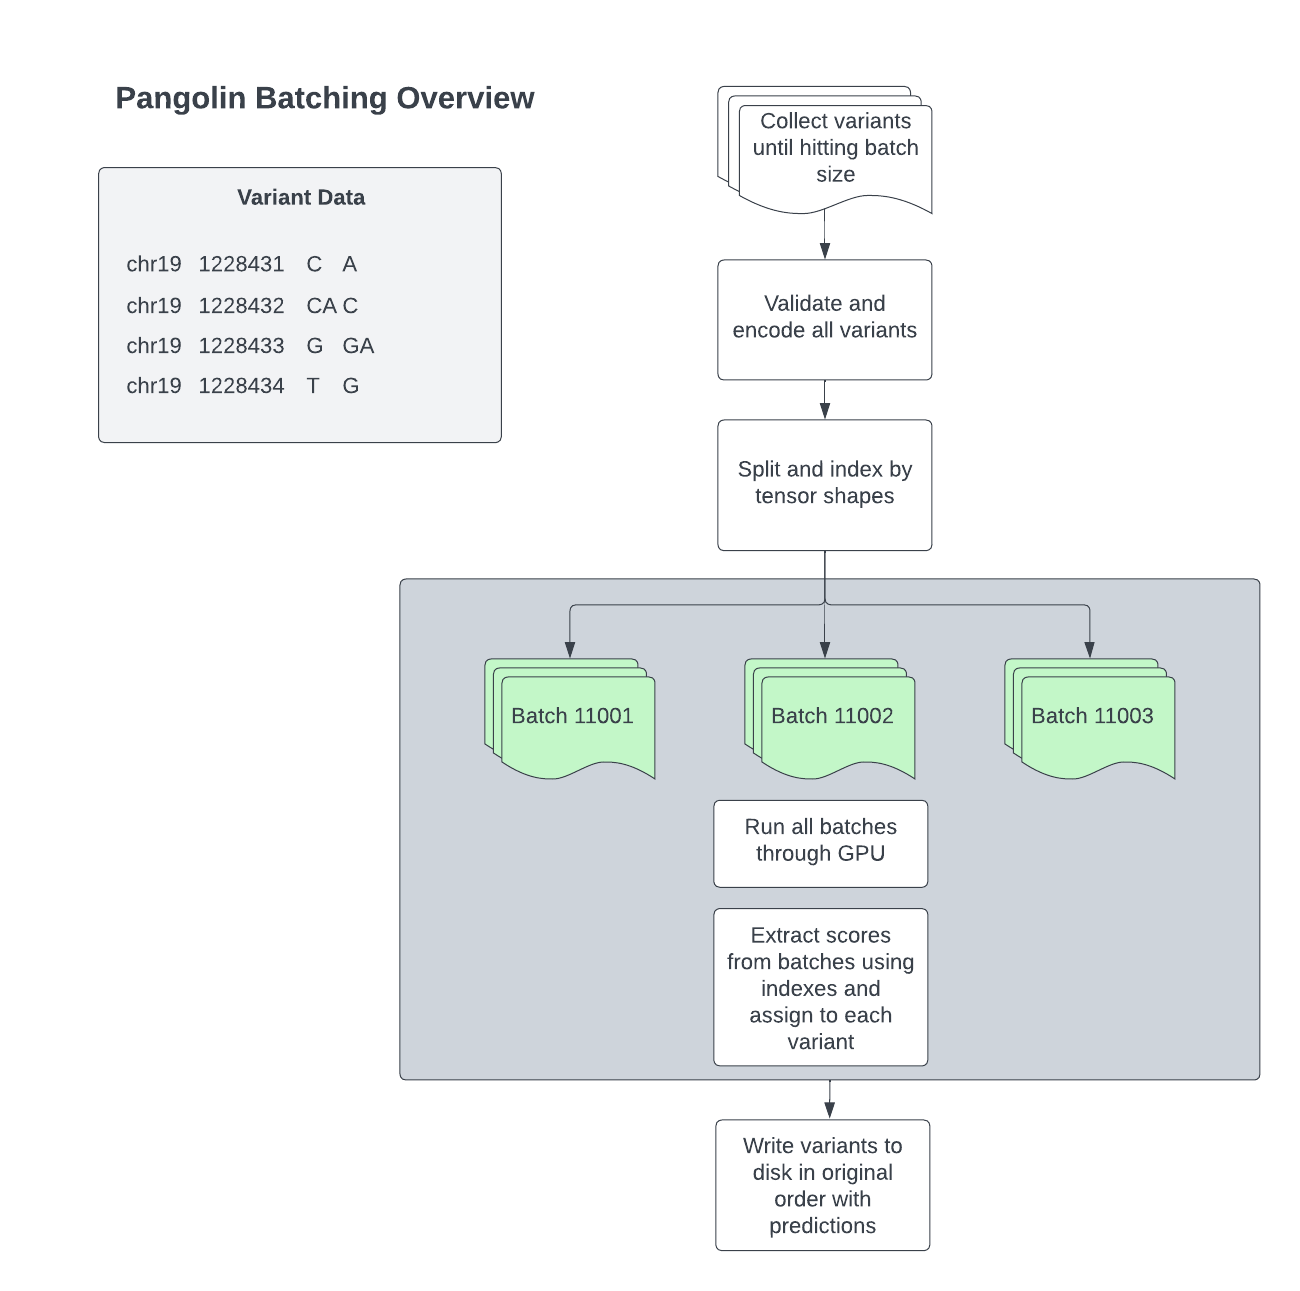 Pangolin Batching Overview
Variant Data
chr19 1228431 C A
chr19 1228432 CA C
chr19 1228433 G GA
chr19 1228434 T G
Collect variants
until hitting batch
size
Validate and
encode all variants
Split and index by
tensor shapes
Batch 11001
Batch 11002
Batch 11003
Run all batches
through GPU
Extract scores
from batches using
indexes and
assign to each
variant
Write variants to
disk in original
order with
predictions